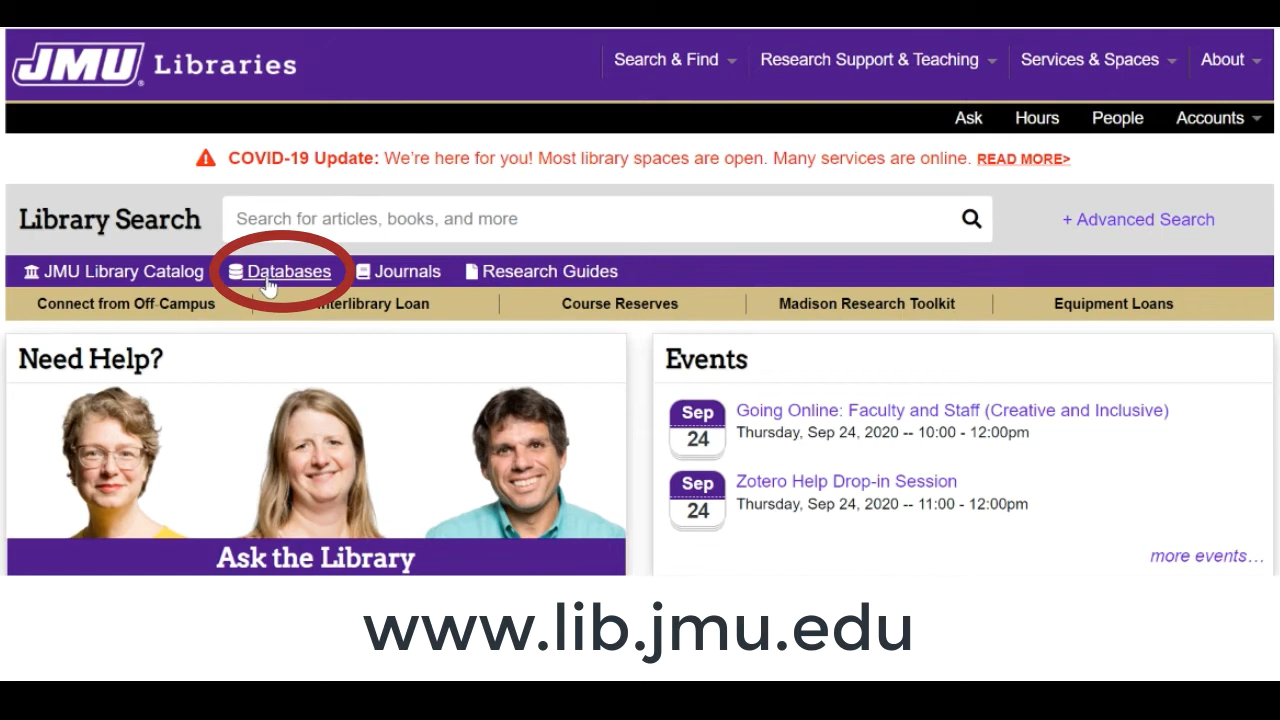 JMU Libraries
Search & Find Research Support & Teaching Services & Spaces About
Ask Hours People Accounts
COVID-19 Update: We're here for you! Most library spaces are open. Many services are online. READ MORE>
Library Search Search for articles, books, and more + Advanced Search
JMU Library Catalog Databases Journals Research Guides
Connect from Off-Campus nterlibrary Loan Course Reserves Madison Research Toolkit Equipment Loans
Need Help?
Ask the Library
Events
Sep
24
Going Online: Faculty and Staff (Creative and Inclusive)
Thursday, Sep 24, 2020 -- 10:00 - 12:00pm
Sep
24
Zotero Help Drop-in Session
Thursday, Sep 24, 2020 -- 11:00 - 12:00pm
more events…
www.lib.jmu.edu